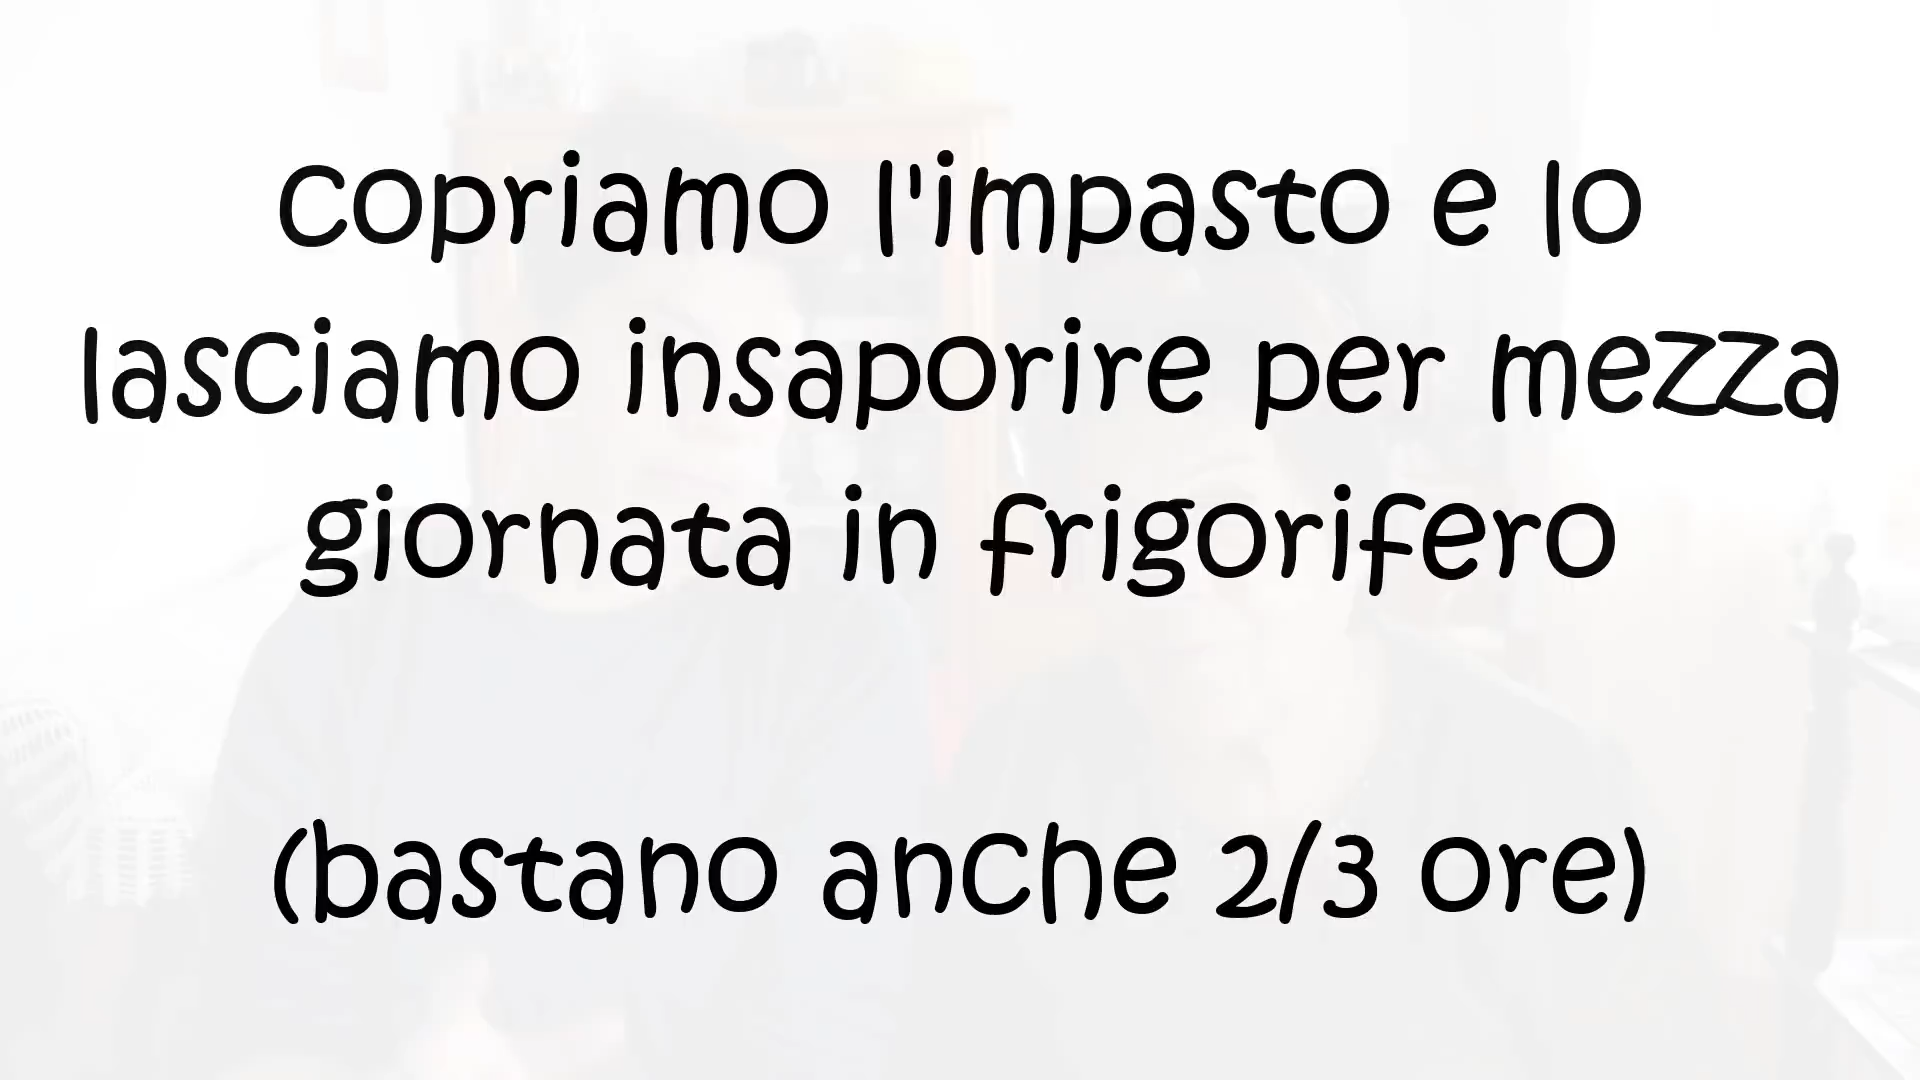 copriamo l'impasto e lo
lasciamo insaporire per mezza
giornata in frigorifero
(bastano anche 2/3 ore)